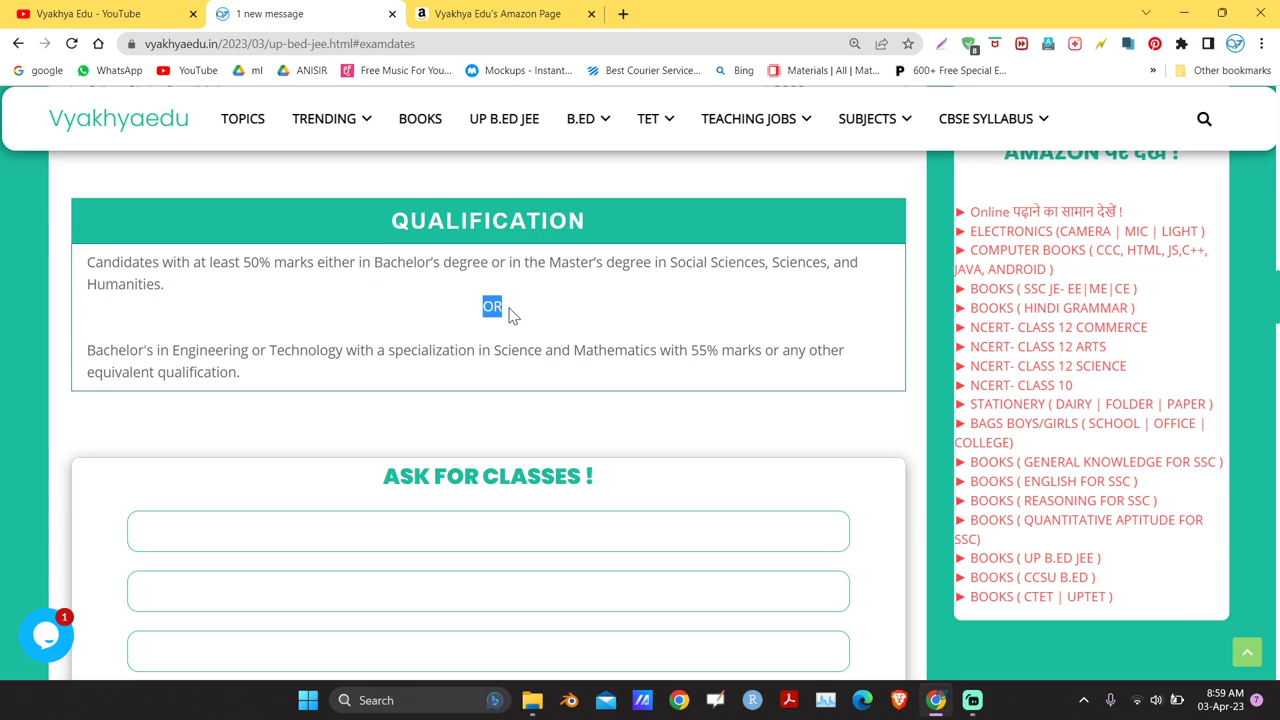 Vyakhya Edu - YouTube
1 new message
Vyakhya Edu's Amazon Page
vyakhyaedu.in/2023/03/up-bed-jee.html#examdates
8
google
WhatsApp
YouTube
ml
ANISIR
Free Music For You...
Mockups - Instant...
Best Courier Service...
Bing
Materials | All | Mat...
600+ Free Special E...
»
Other bookmarks
Vyakhyaedu
TOPICS
TRENDING
BOOKS
UP B.ED JEE
B.ED
TET
TEACHING JOBS
SUBJECTS
CBSE SYLLABUS
QUALIFICATION
Candidates with at least 50% marks either in Bachelor's degree or in the Master's degree in Social Sciences, Sciences, and
Humanities.
OR
Bachelor's in Engineering or Technology with a specialization in Science and Mathematics with 55% marks or any other
equivalent qualification.
ASK FOR CLASSES !
AMAZON पर देखें !
► Online पढ़ाने का सामान देखें !
► ELECTRONICS (CAMERA | MIC | LIGHT )
► COMPUTER BOOKS ( CCC, HTML, JS,C++,
JAVA, ANDROID )
► BOOKS ( SSC JE- EE|ME|CE )
► BOOKS ( HINDI GRAMMAR )
► NCERT- CLASS 12 COMMERCE
► NCERT- CLASS 12 ARTS
► NCERT- CLASS 12 SCIENCE
► NCERT- CLASS 10
► STATIONERY ( DAIRY | FOLDER | PAPER )
► BAGS BOYS/GIRLS ( SCHOOL | OFFICE |
COLLEGE)
► BOOKS ( GENERAL KNOWLEDGE FOR SSC )
► BOOKS ( ENGLISH FOR SSC )
► BOOKS ( REASONING FOR SSC )
► BOOKS ( QUANTITATIVE APTITUDE FOR
SSC)
► BOOKS ( UP B.ED JEE )
► BOOKS ( CCSU B.ED )
► BOOKS ( CTET | UPTET )
1
Search
8:59 AM
03-Apr-23
7